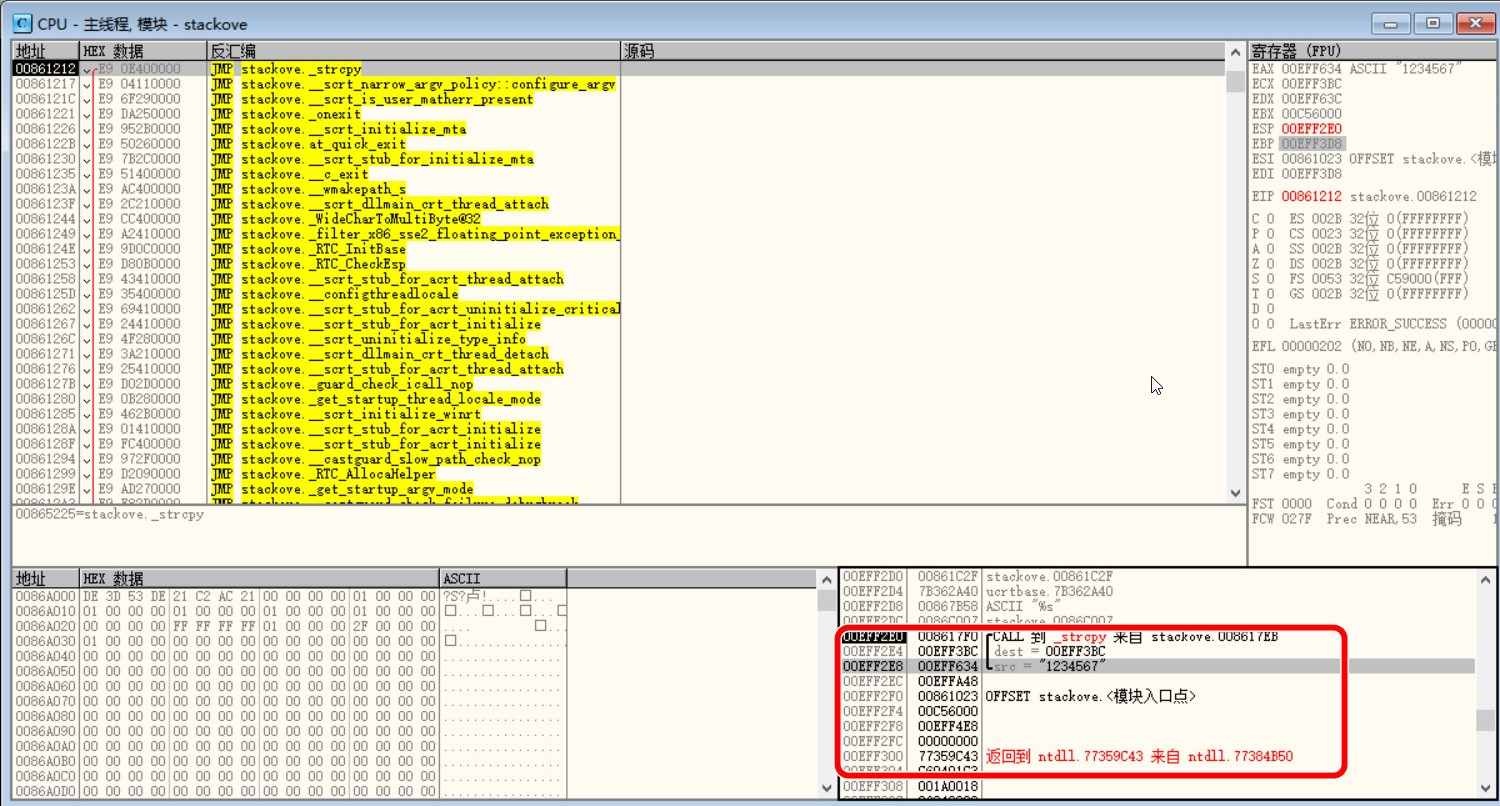 CPU - 主线程, 模块 - stackove
地址 HEX 数据 反汇编 源码
00861212 E9 0E400000 JMP stackove._strcpy
00861217 E9 04110000 JMP stackove.__scrt_narrow_argv_policy::configure_argv
0086121C E9 6F290000 JMP stackove.__scrt_is_user_matherr_present
00861221 E9 DA250000 JMP stackove._onexit
00861226 E9 952B0000 JMP stackove.__scrt_initialize_mta
0086122B E9 50260000 JMP stackove.at_quick_exit
00861230 E9 7B2C0000 JMP stackove.__scrt_stub_for_initialize_mta
00861235 E9 51400000 JMP stackove.__c_exit
0086123A E9 AC400000 JMP stackove.__wmakepath_s
0086123F E9 2C210000 JMP stackove.__scrt_dllmain_crt_thread_attach
00861244 E9 CC400000 JMP stackove._WideCharToMultiByte@32
00861249 E9 A2410000 JMP stackove._filter_x86_sse2_floating_point_exception_
0086124E E9 9D0C0000 JMP stackove._RTC_InitBase
00861253 E9 D80B0000 JMP stackove._RTC_CheckEsp
00861258 E9 43410000 JMP stackove.__scrt_stub_for_acrt_thread_attach
0086125D E9 35400000 JMP stackove.__configthreadlocale
00861262 E9 69410000 JMP stackove.__scrt_stub_for_acrt_uninitialize_critical
00861267 E9 24410000 JMP stackove.__scrt_stub_for_acrt_initialize
0086126C E9 4F280000 JMP stackove.__scrt_uninitialize_type_info
00861271 E9 3A210000 JMP stackove.__scrt_dllmain_crt_thread_detach
00861276 E9 25410000 JMP stackove.__scrt_stub_for_acrt_thread_attach
0086127B E9 D02D0000 JMP stackove._guard_check_icall_nop
00861280 E9 0B280000 JMP stackove._get_startup_thread_locale_mode
00861285 E9 462B0000 JMP stackove.__scrt_initialize_winrt
0086128A E9 01410000 JMP stackove.__scrt_stub_for_acrt_initialize
0086128F E9 FC400000 JMP stackove.__scrt_stub_for_acrt_initialize
00861294 E9 972F0000 JMP stackove.__castguard_slow_path_check_nop
00861299 E9 D2090000 JMP stackove._RTC_AllocaHelper
0086129E E9 AD270000 JMP stackove._get_startup_argv_mode
00865225=stackove._strcpy
寄存器 (FPU)
EAX 00EFF634 ASCII "1234567"
ECX 00EFF3BC
EDX 00EFF63C
EBX 00C56000
ESP 00EFF2E0
EBP 00EFF3D8
ESI 00861023 OFFSET stackove.<模块
EDI 00EFF3D8
EIP 00861212 stackove.00861212
C 0 ES 002B 32位 0(FFFFFFFF)
P 0 CS 0023 32位 0(FFFFFFFF)
A 0 SS 002B 32位 0(FFFFFFFF)
Z 0 DS 002B 32位 0(FFFFFFFF)
S 0 FS 0053 32位 C59000(FFF)
T 0 GS 002B 32位 0(FFFFFFFF)
D 0
O 0 LastErr ERROR_SUCCESS (00000
EFL 00000202 (NO,NB,NE,A,NS,PO,GE
ST0 empty 0.0
ST1 empty 0.0
ST2 empty 0.0
ST3 empty 0.0
ST4 empty 0.0
ST5 empty 0.0
ST6 empty 0.0
ST7 empty 0.0
3 2 1 0 E S
FST 0000 Cond 0 0 0 0 Err 0 0 0
FCW 027F Prec NEAR,53 掩码 1
地址 HEX 数据 ASCII
0086A000 DE 3D 53 DE 21 C2 AC 21 00 00 00 00 01 00 00 00
0086A010 01 00 00 00 01 00 00 00 01 00 00 00 01 00 00 00
0086A020 00 00 00 00 FF FF FF FF 01 00 00 00 2F 00 00 00
0086A030 01 00 00 00 00 00 00 00 00 00 00 00 00 00 00 00
0086A040 00 00 00 00 00 00 00 00 00 00 00 00 00 00 00 00
0086A050 00 00 00 00 00 00 00 00 00 00 00 00 00 00 00 00
0086A060 00 00 00 00 00 00 00 00 00 00 00 00 00 00 00 00
0086A070 00 00 00 00 00 00 00 00 00 00 00 00 00 00 00 00
0086A080 00 00 00 00 00 00 00 00 00 00 00 00 00 00 00 00
0086A090 00 00 00 00 00 00 00 00 00 00 00 00 00 00 00 00
0086A0A0 00 00 00 00 00 00 00 00 00 00 00 00 00 00 00 00
0086A0B0 00 00 00 00 00 00 00 00 00 00 00 00 00 00 00 00
0086A0C0 00 00 00 00 00 00 00 00 00 00 00 00 00 00 00 00
0086A0D0 00 00 00 00 00 00 00 00 00 00 00 00 00 00 00 00
00EFF2D0 00861C2F stackove.00861C2F
00EFF2D4 7B362A40 ucrtbase.7B362A40
00EFF2D8 00867B58 ASCII "%s"
00EFF2DC 0086C007 stackove.0086C007
00EFF2E0 008617F0 CALL 到 _strcpy 来自 stackove.008617EB
00EFF2E4 00EFF3BC dest = 00EFF3BC
00EFF2E8 00EFF634 src = "1234567"
00EFF2EC 00EFFA48
00EFF2F0 00861023 OFFSET stackove.<模块入口点>
00EFF2F4 00C56000
00EFF2F8 00EFF4E8
00EFF2FC 00000000
00EFF300 77359C43 返回到 ntdll.77359C43 来自 ntdll.77384B50
00EFF308 001A0018